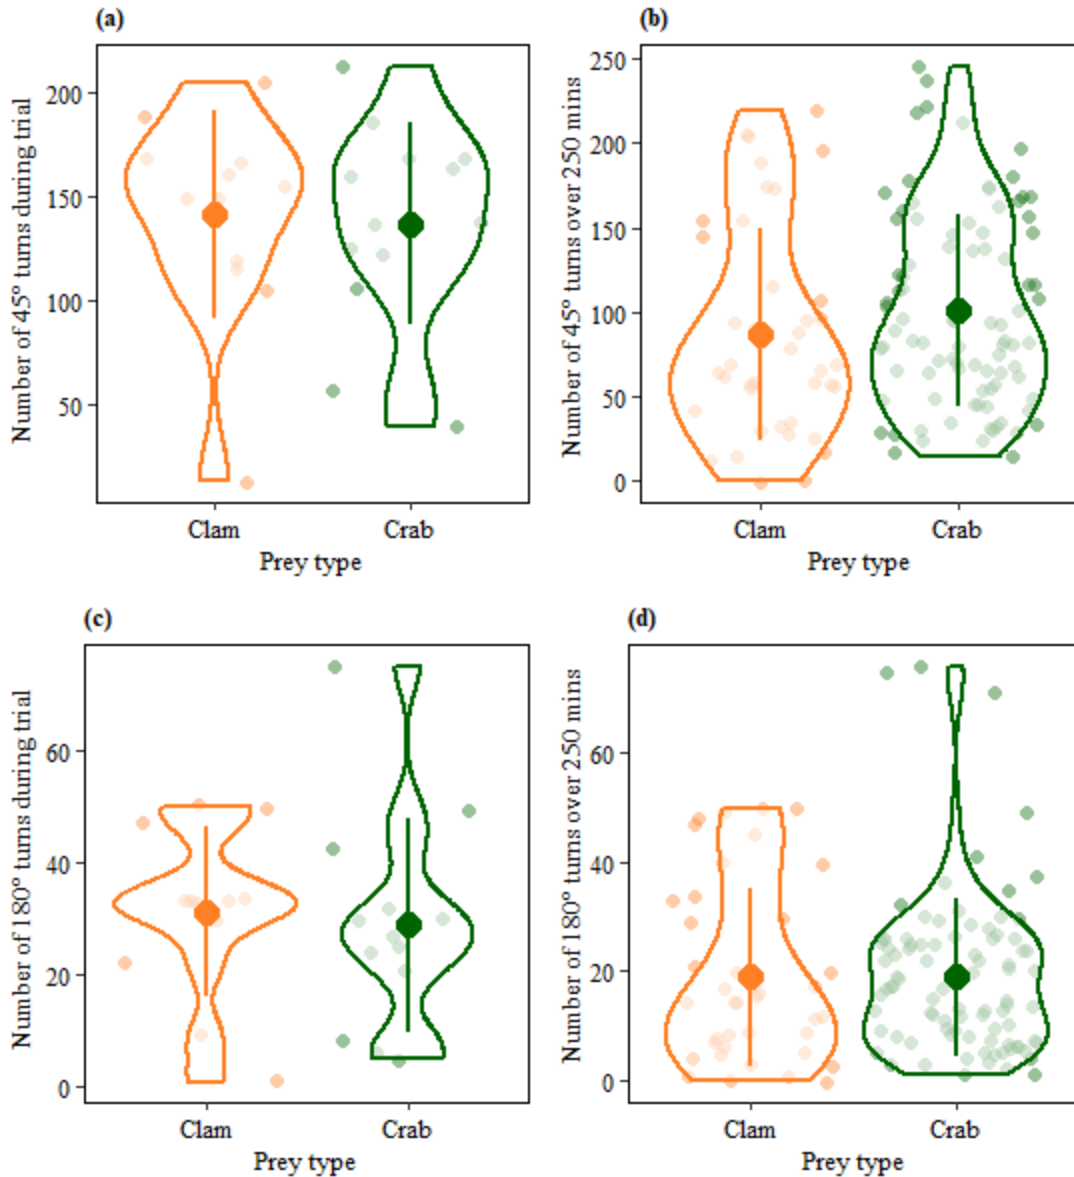 (a)
Number of 45° turns during trial
200
150
100
50
Clam
Crab
Prey type
(b)
Number of 45° turns over 250 mins
250
200
150
100
50
0
Clam
Crab
Prey type
(c)
Number of 180° turns during trial
60
40
20
0
Clam
Crab
Prey type
(d)
Number of 180° turns over 250 mins
60
40
20
0
Clam
Crab
Prey type